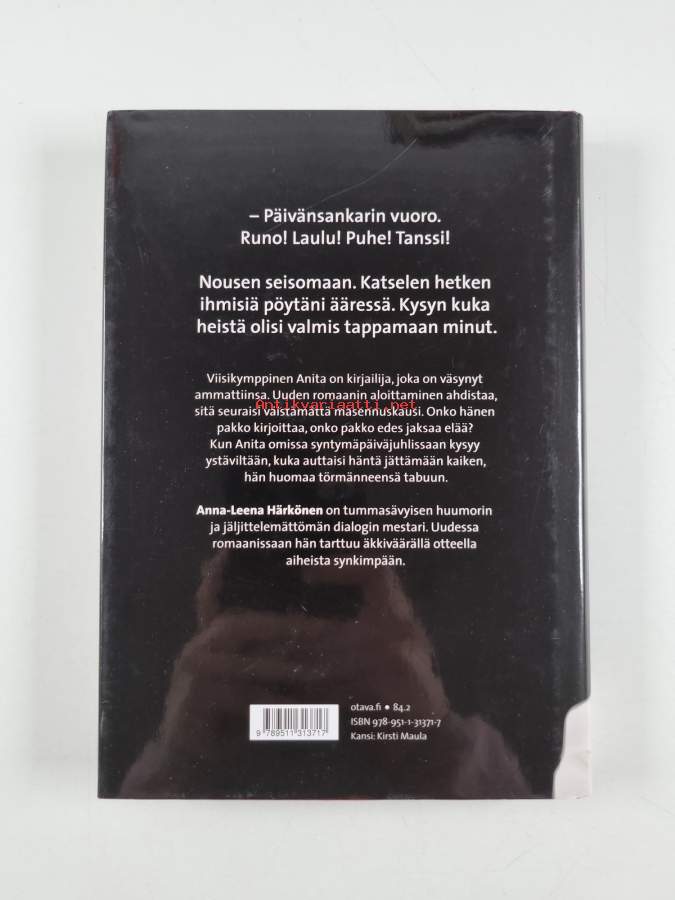 – Päivänsankarin vuoro.
Runo! Laulu! Puhe! Tanssi!
Nousen seisomaan. Katselen hetken
ihmisiä pöytäni ääressä. Kysyn kuka
heistä olisi valmis tappamaan minut.
Viisikymppinen Anita on kirjailija, joka on väsynyt
ammattiinsa. Uuden romaanin aloittaminen ahdistaa,
Antikvariaatti.net
sitä seuraisi väistämättä masennuskausi. Onko hänen
pakko kirjoittaa, onko pakko edes jaksaa elää?
Kun Anita omissa syntymäpäiväjuhlissaan kysyy
ystäviltään, kuka auttaisi häntä jättämään kaiken,
hän huomaa törmänneensä tabuun.
Anna-Leena Härkönen on tummasävyisen huumorin
ja jäljittelemättömän dialogin mestari. Uudessa
romaanissaan hän tarttuu äkkiväärällä otteella
aiheista synkimpään.
otava.fi • 84.2
ISBN 978-951-1-31371-7
Kansi: Kirsti Maula
9 789511 313717